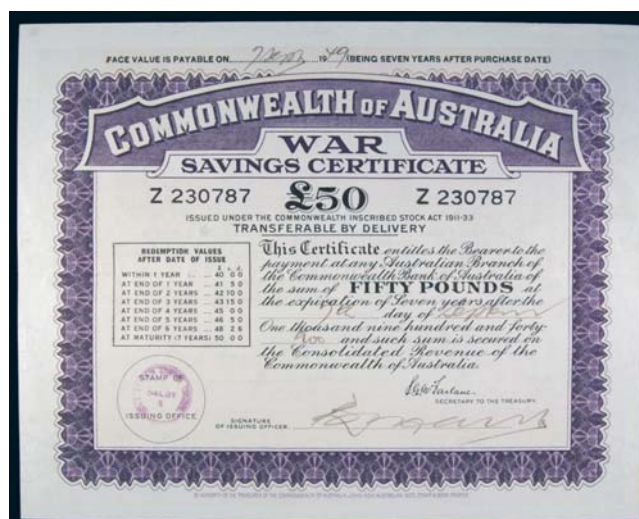 FACE VALUE IS PAYABLE ON 7 Sept 1949 (BEING SEVEN YEARS AFTER PURCHASE DATE)
COMMONWEALTH OF AUSTRALIA
WAR
SAVINGS CERTIFICATE
Z 230787 £50 Z 230787
ISSUED UNDER THE COMMONWEALTH INSCRIBED STOCK ACT 1911-33
TRANSFERABLE BY DELIVERY
REDEMPTION VALUES
AFTER DATE OF ISSUE
£ s. d.
WITHIN 1 YEAR ... 40 0 0
AT END OF 1 YEAR 41 5 0
AT END OF 2 YEARS 42 10 0
AT END OF 3 YEARS 43 15 0
AT END OF 4 YEARS 45 0 0
AT END OF 5 YEARS 46 5 0
AT END OF 6 YEARS 48 2 6
AT MATURITY (7 YEARS) 50 0 0
This Certificate entitles the Bearer to the
payment at any Australian Branch of
the Commonwealth Bank of Australia of
the sum of FIFTY POUNDS at
the expiration of Seven years after the
7th day of
One thousand nine hundred and forty-
two and such sum is secured on
the Consolidated Revenue of the
Commonwealth of Australia.
STAMP OF
ISSUING OFFICE
SECRETARY TO THE TREASURY.
SIGNATURE
OF ISSUING OFFICER